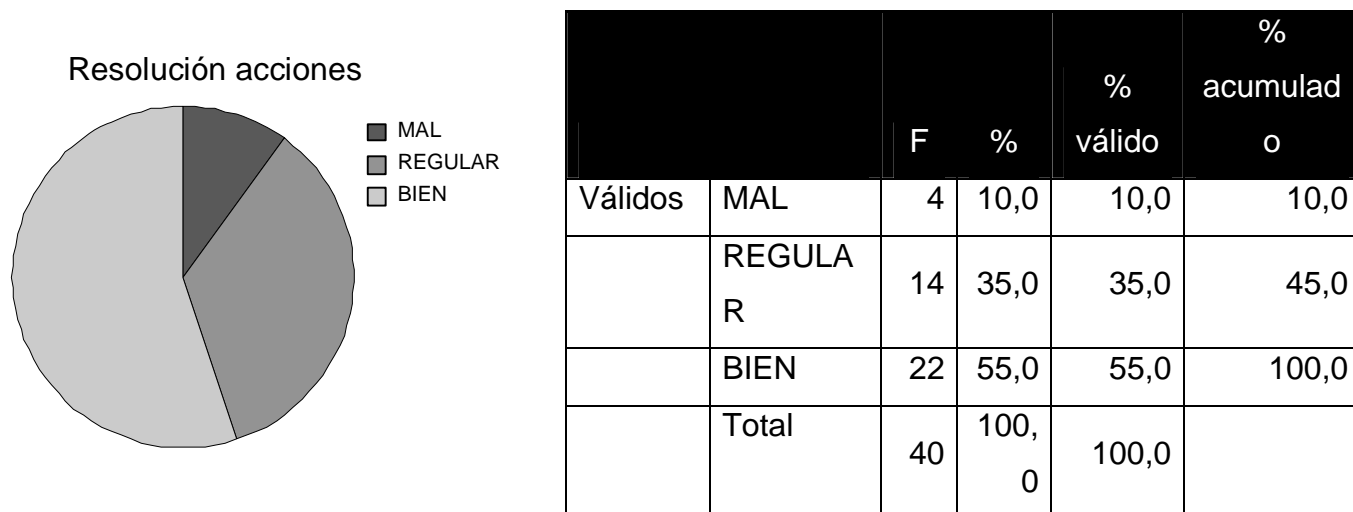 Resolución acciones
MAL
REGULAR
BIEN
F % % válido % acumulad
o
Válidos MAL 4 10,0 10,0 10,0
REGULA
R 14 35,0 35,0 45,0
BIEN 22 55,0 55,0 100,0
Total 40 100,
0 100,0